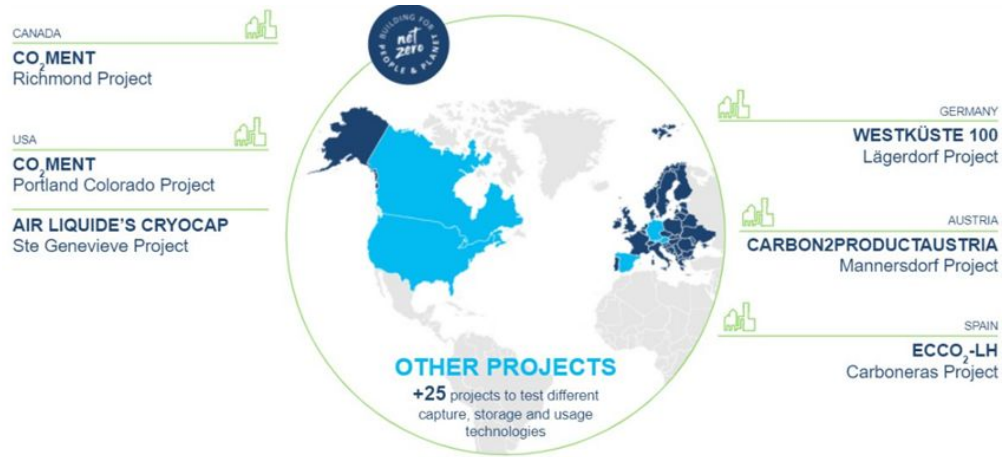 CANADA
CO₂MENT
Richmond Project
USA
CO₂MENT
Portland Colorado Project
AIR LIQUIDE'S CRYOCAP
Ste Genevieve Project
BUILDING FOR
net
zero
PEOPLE & PLANET
OTHER PROJECTS
+25 projects to test different
capture, storage and usage
technologies
GERMANY
WESTKÜSTE 100
Lägerdorf Project
AUSTRIA
CARBON2PRODUCTAUSTRIA
Mannersdorf Project
SPAIN
ECCO₂-LH
Carboneras Project